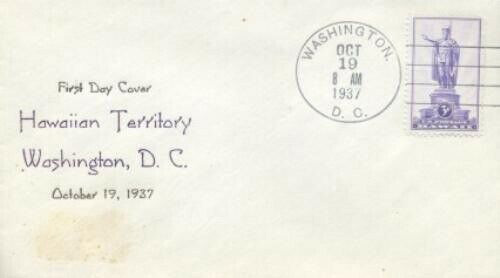 First Day Cover
Hawaiian Territory
Washington, D. C.
October 19, 1937
WASHINGTON.
OCT
19
8 AM
1937
D. C.
HAWAII